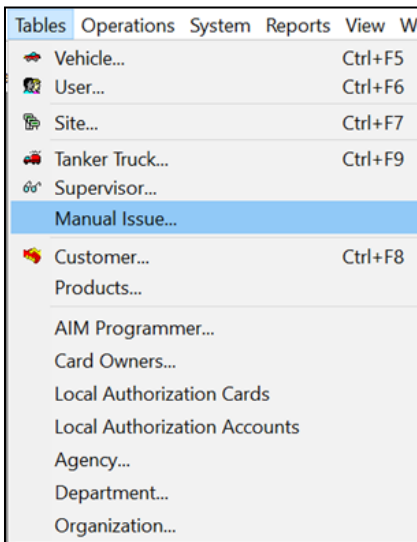 Tables Operations System Reports View W
Vehicle... Ctrl+F5
User... Ctrl+F6
Site... Ctrl+F7
Tanker Truck... Ctrl+F9
Supervisor...
Manual Issue...
Customer... Ctrl+F8
Products...
AIM Programmer...
Card Owners...
Local Authorization Cards
Local Authorization Accounts
Agency...
Department...
Organization...